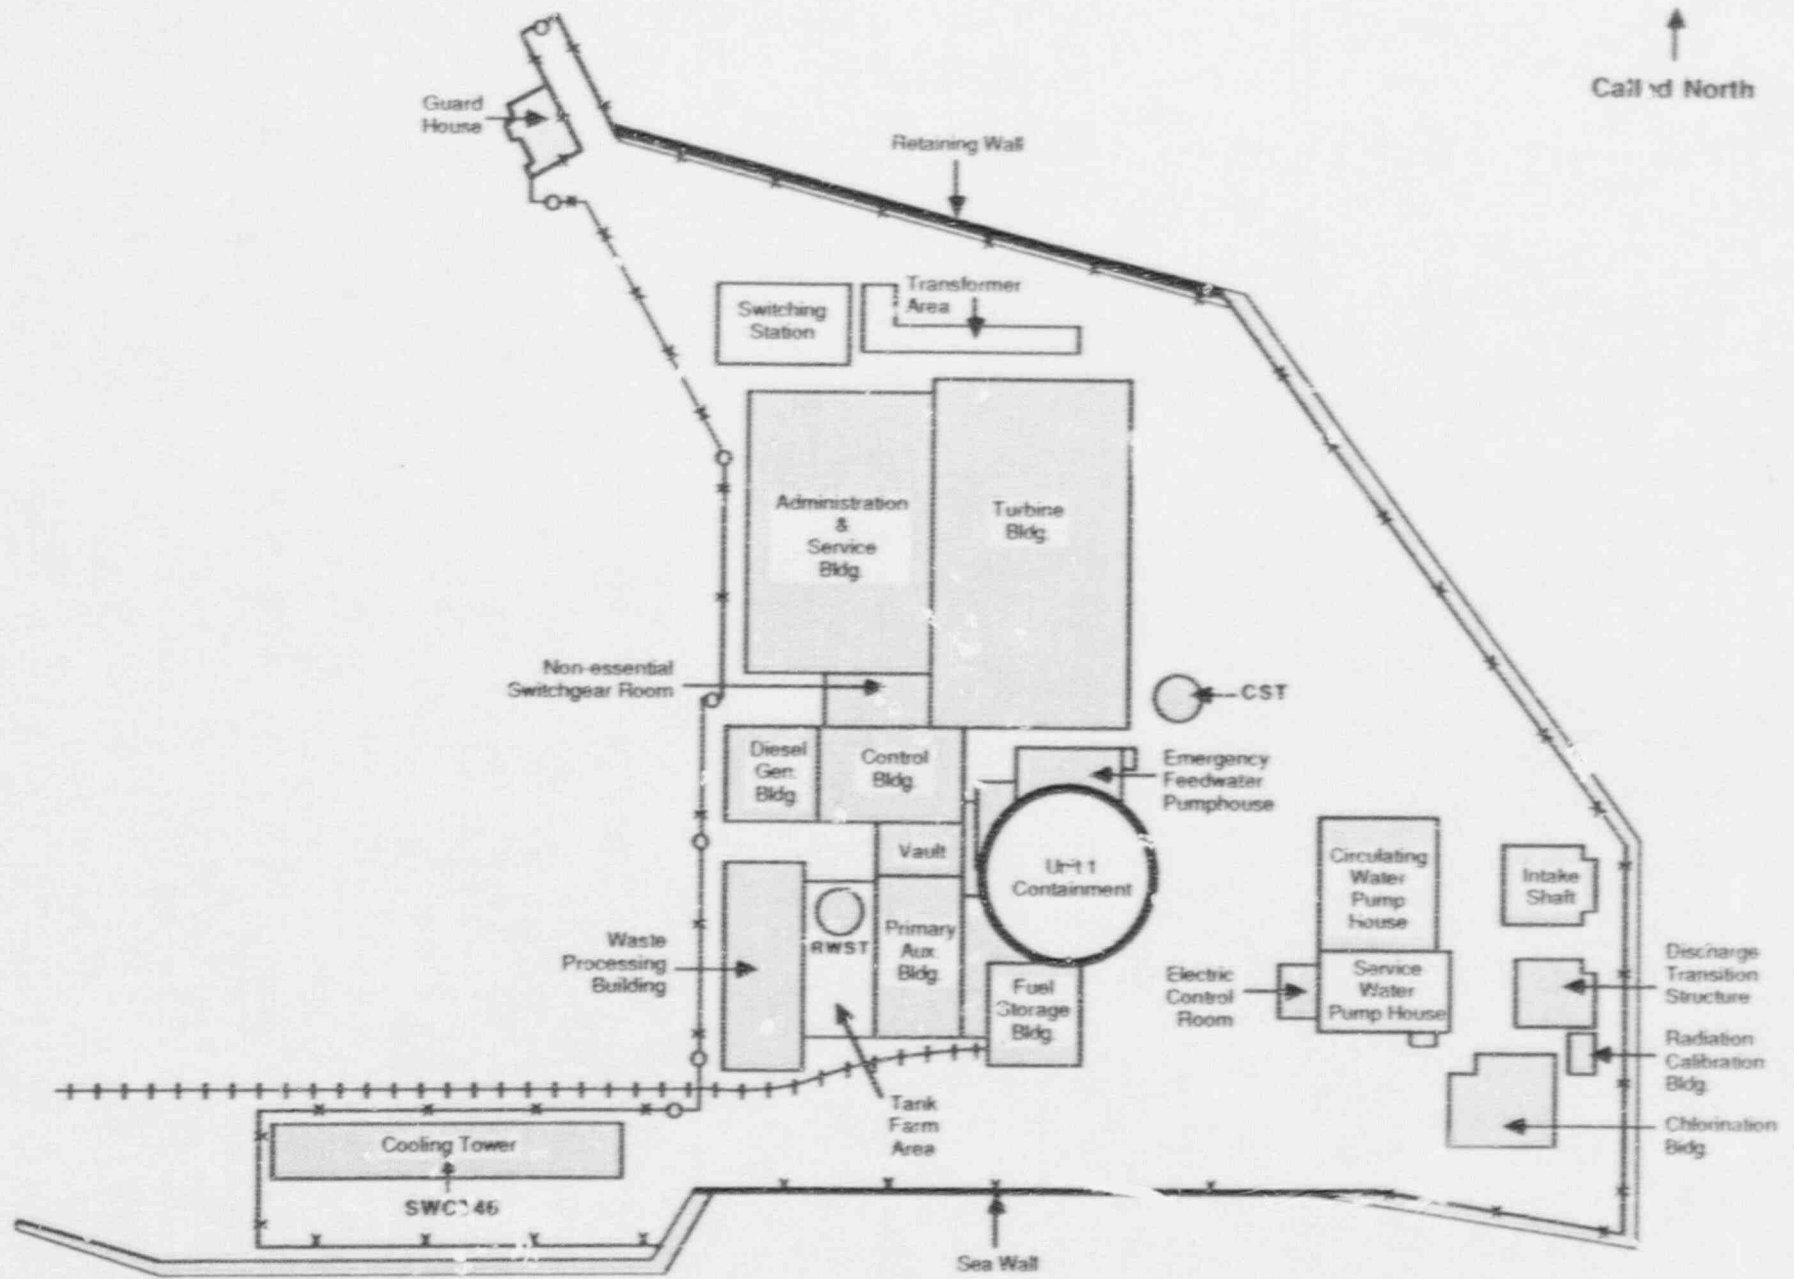 Called North
Guard
House
Retaining Wall
Transformer
Area
Switching
Station
Administration
&
Service
Bldg.
Turbine
Bldg.
Non-essential
Switchgear Room
CST
Diesel
Gen.
Bldg.
Control
Bldg.
Emergency
Feedwater
Pumphouse
Vault
Unit 1
Containment
Circulating
Water
Pump
House
Intake
Shaft
Waste
Processing
Building
RWST
Primary
Aux.
Bldg.
Fuel
Storage
Bldg.
Electric
Control
Room
Service
Water
Pump House
Discharge
Transition
Structure
Radiation
Calibration
Bldg.
Tank
Farm
Area
Chlorination
Bldg.
Cooling Tower
Sea Wall